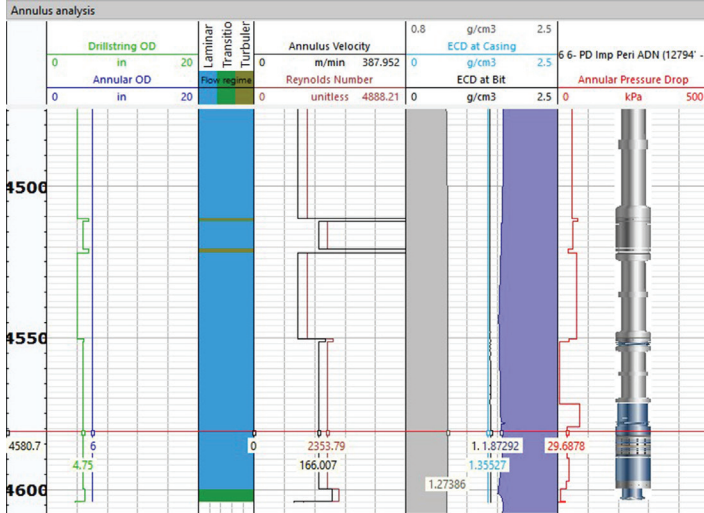 Annulus analysis
Laminar
Transitio
Turbuler
Flow regime
Drillstring OD
0 in 20
Annular OD
0 in 20
Annulus Velocity
0 m/min 387.952
Reynolds Number
0 unitless 4888.21
0.8 g/cm3 2.5
ECD at Casing
0 g/cm3 2.5
ECD at Bit
0 g/cm3 2.5
6 6- PD Imp Peri ADN (12794' -
Annular Pressure Drop
0 kPa 500
4500
4550
4580.7
6
0
2353.79
1.87292
29.6878
4.75
166.007
1.35527
1.27386
4600